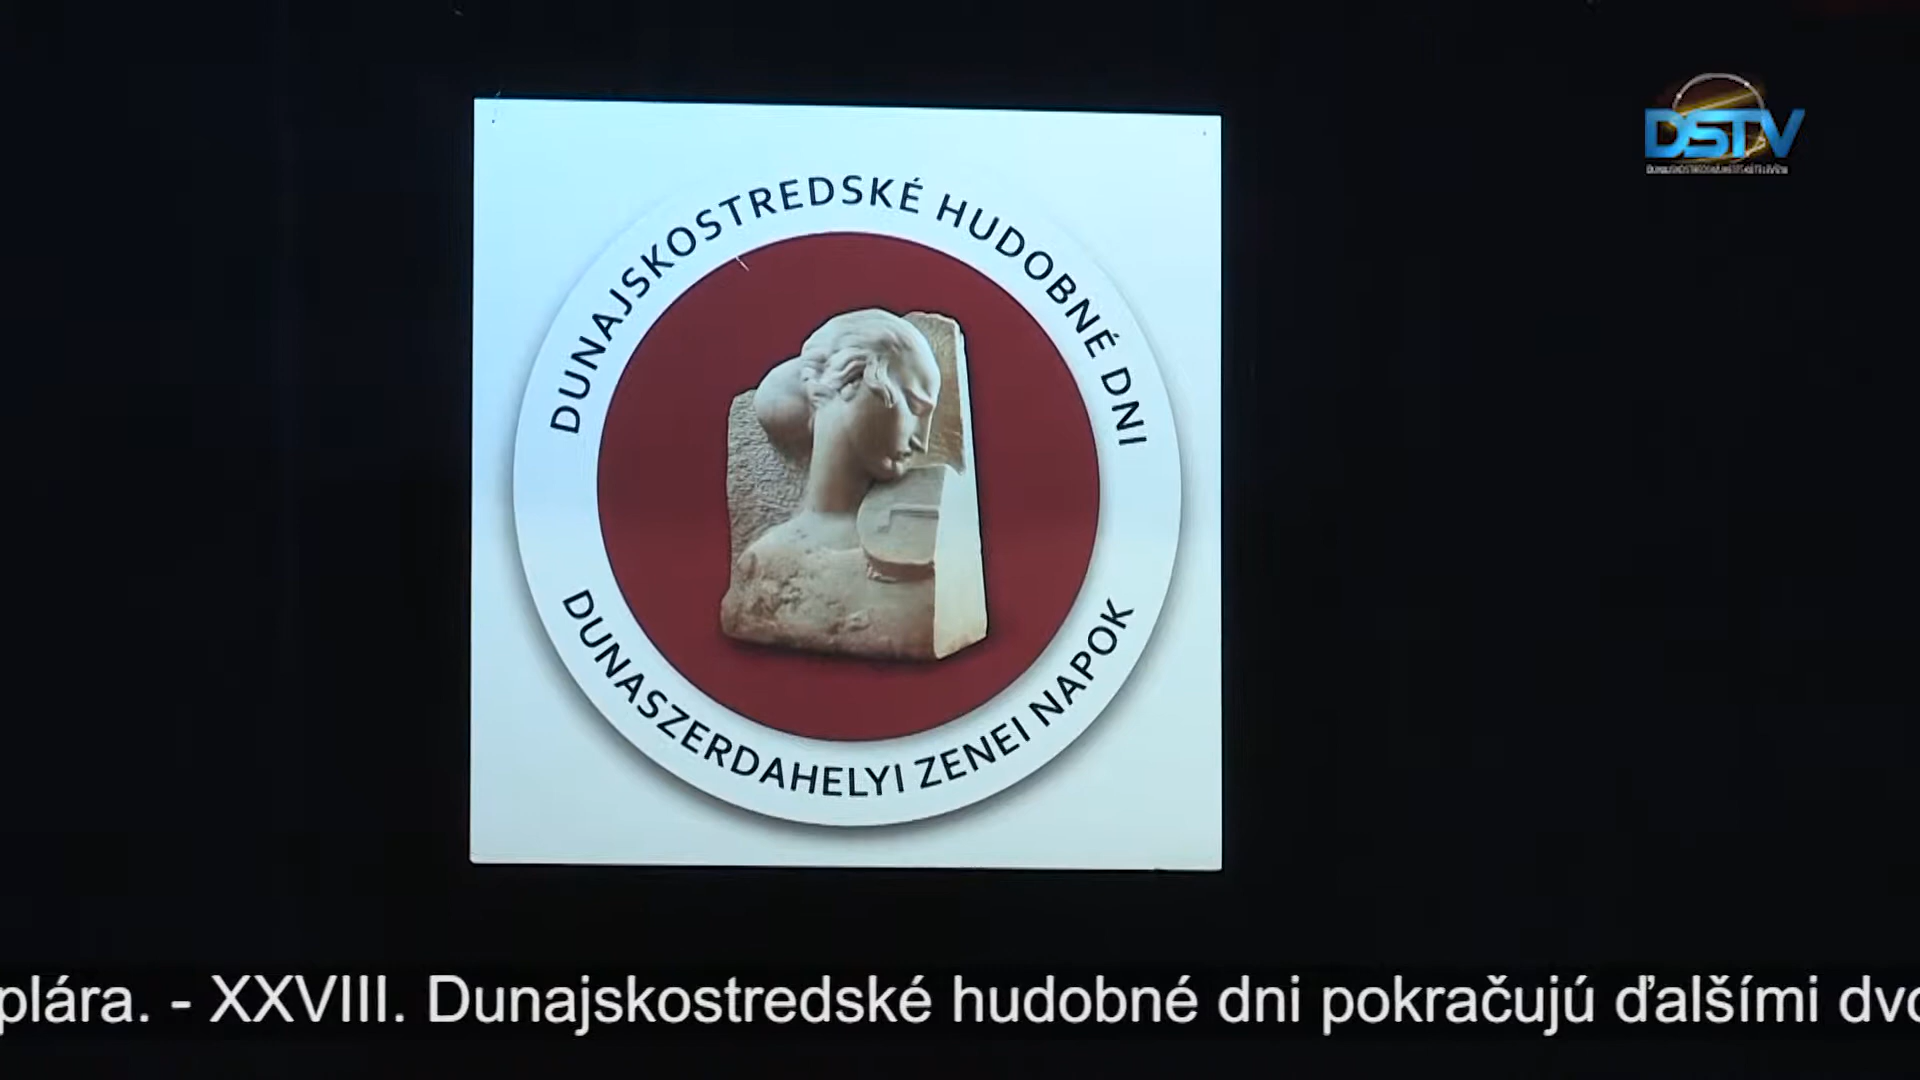 DSTV
DUNAJSKOSTREDSKÉ HUDOBNÉ DNI
DUNASZERDAHELYI ZENEI NAPOK
plára. - XXVIII. Dunajskostredské hudobné dni pokračujú ďalšími dvo